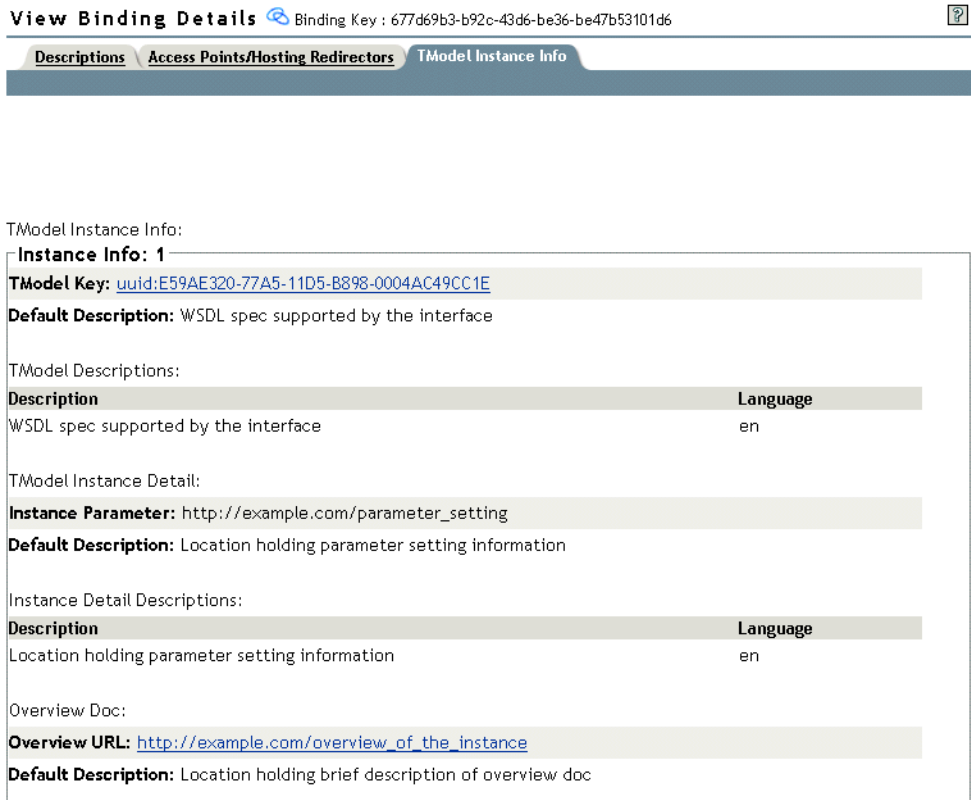 View Binding Details Binding Key : 677d69b3-b92c-43d6-be36-be47b53101d6 ?
Descriptions Access Points/Hosting Redirectors TModel Instance Info
TModel Instance Info:
Instance Info: 1
TModel Key: uuid:E59AE320-77A5-11D5-B898-0004AC49CC1E
Default Description: WSDL spec supported by the interface
TModel Descriptions:
Description Language
WSDL spec supported by the interface en
TModel Instance Detail:
Instance Parameter: http://example.com/parameter_setting
Default Description: Location holding parameter setting information
Instance Detail Descriptions:
Description Language
Location holding parameter setting information en
Overview Doc:
Overview URL: http://example.com/overview_of_the_instance
Default Description: Location holding brief description of overview doc